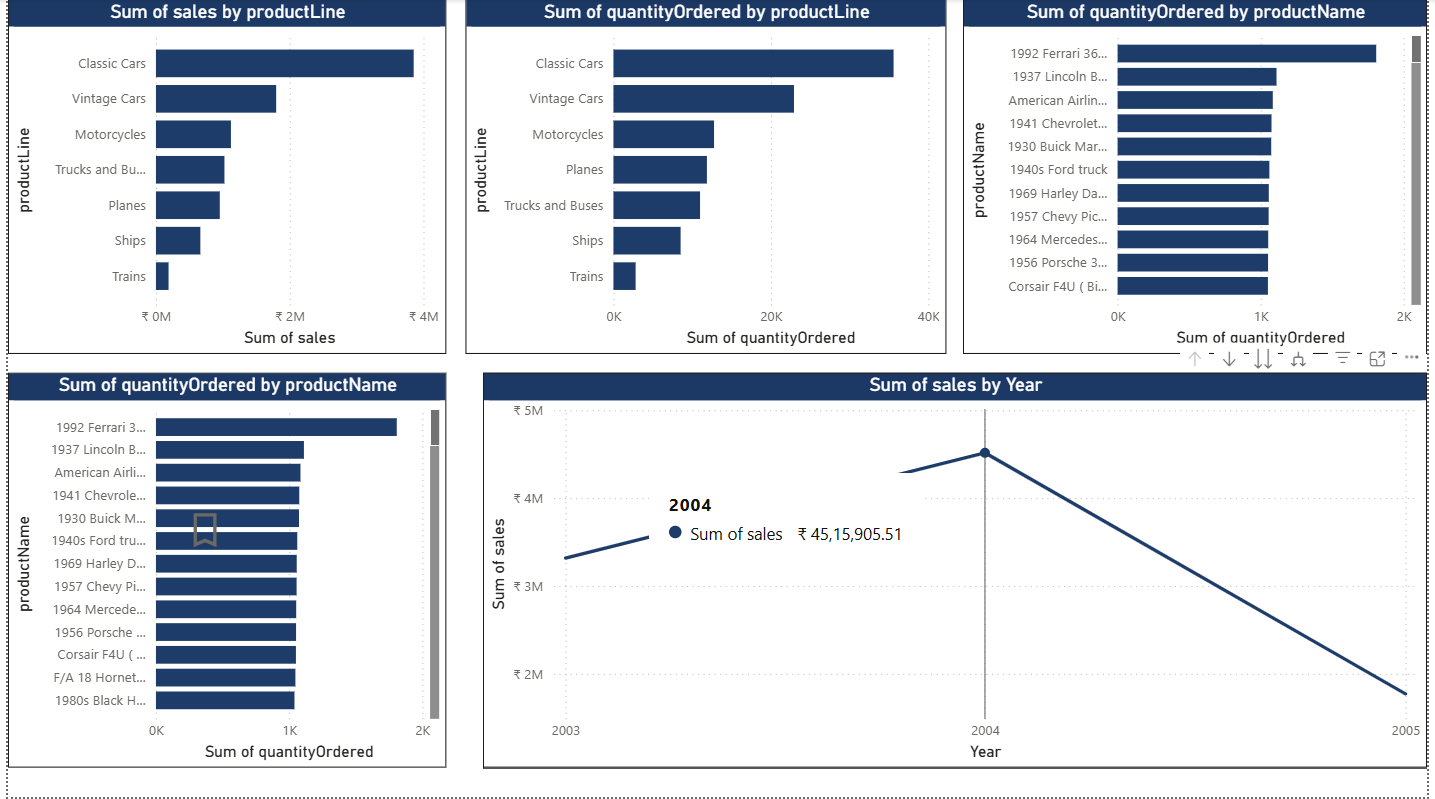 Sum of sales by productLine
productLine
Classic Cars
Vintage Cars
Motorcycles
Trucks and Bu...
Planes
Ships
Trains
₹ 0M ₹ 2M ₹ 4M
Sum of sales
Sum of quantityOrdered by productLine
productLine
Classic Cars
Vintage Cars
Motorcycles
Planes
Trucks and Buses
Ships
Trains
0K 20K 40K
Sum of quantityOrdered
Sum of quantityOrdered by productName
productName
1992 Ferrari 36...
1937 Lincoln B...
American Airlin...
1941 Chevrolet...
1930 Buick Mar...
1940s Ford truck
1969 Harley Da...
1957 Chevy Pic...
1964 Mercedes...
1956 Porsche 3...
Corsair F4U ( Bi...
0K 1K 2K
Sum of quantityOrdered
Sum of quantityOrdered by productName
productName
1992 Ferrari 3...
1937 Lincoln B...
American Airli...
1941 Chevrole...
1930 Buick M...
1940s Ford tru...
1969 Harley D...
1957 Chevy Pi...
1964 Mercede...
1956 Porsche ...
Corsair F4U ( ...
F/A 18 Hornet...
1980s Black H...
0K 1K 2K
Sum of quantityOrdered
Sum of sales by Year
Sum of sales
₹ 5M
₹ 4M
₹ 3M
₹ 2M
2004
Sum of sales ₹ 45,15,905.51
2003 2004 2005
Year